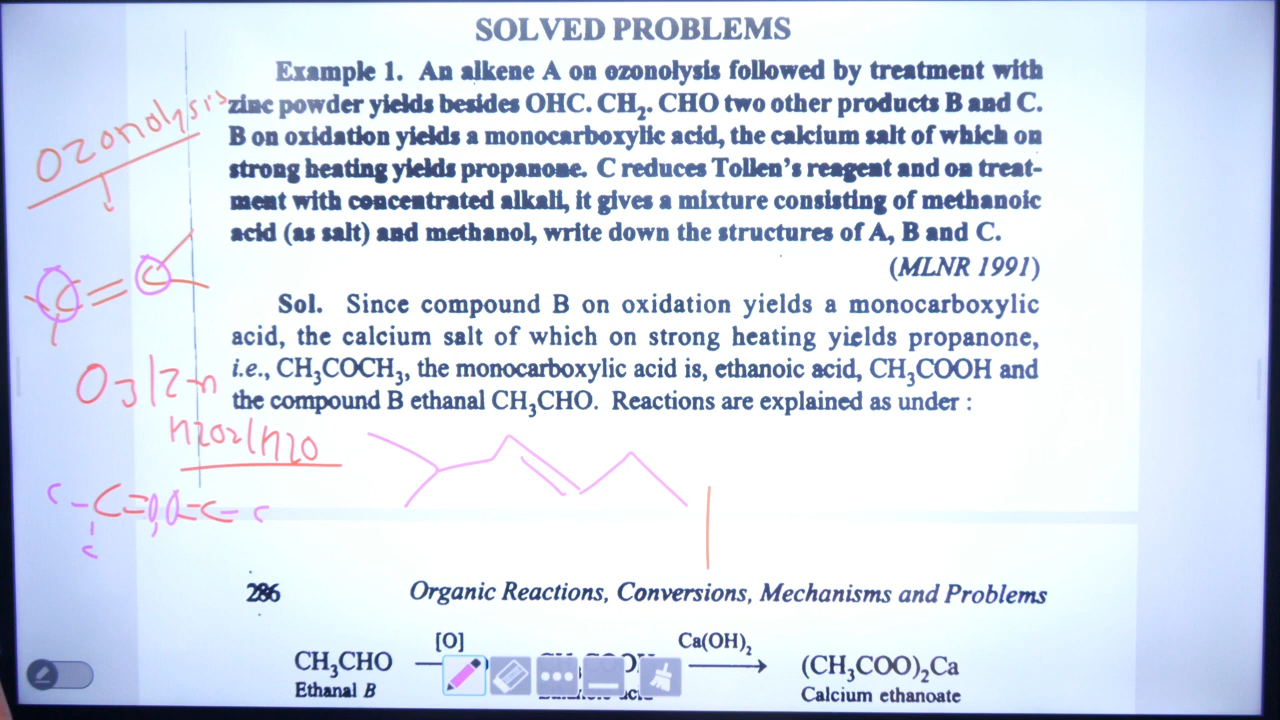 SOLVED PROBLEMS
Example 1. An alkene A on ozonolysis followed by treatment with
zinc powder yields besides OHC. CH₂. CHO two other products B and C.
B on oxidation yields a monocarboxylic acid, the calcium salt of which on
strong heating yields propanone. C reduces Tollen's reagent and on treat-
ment with concentrated alkali, it gives a mixture consisting of methanoic
acid (as salt) and methanol, write down the structures of A, B and C.
(MLNR 1991)
Sol. Since compound B on oxidation yields a monocarboxylic
acid, the calcium salt of which on strong heating yields propanone,
i.e., CH₃COCH₃, the monocarboxylic acid is, ethanoic acid, CH₃COOH and
the compound B ethanal CH₃CHO. Reactions are explained as under :
Ozonolysis
C=C
O3/Zn
H2O2/H2O
286 Organic Reactions, Conversions, Mechanisms and Problems
CH₃CHO [O] Ca(OH)₂ (CH₃COO)₂Ca
Ethanal B Calcium ethanoate